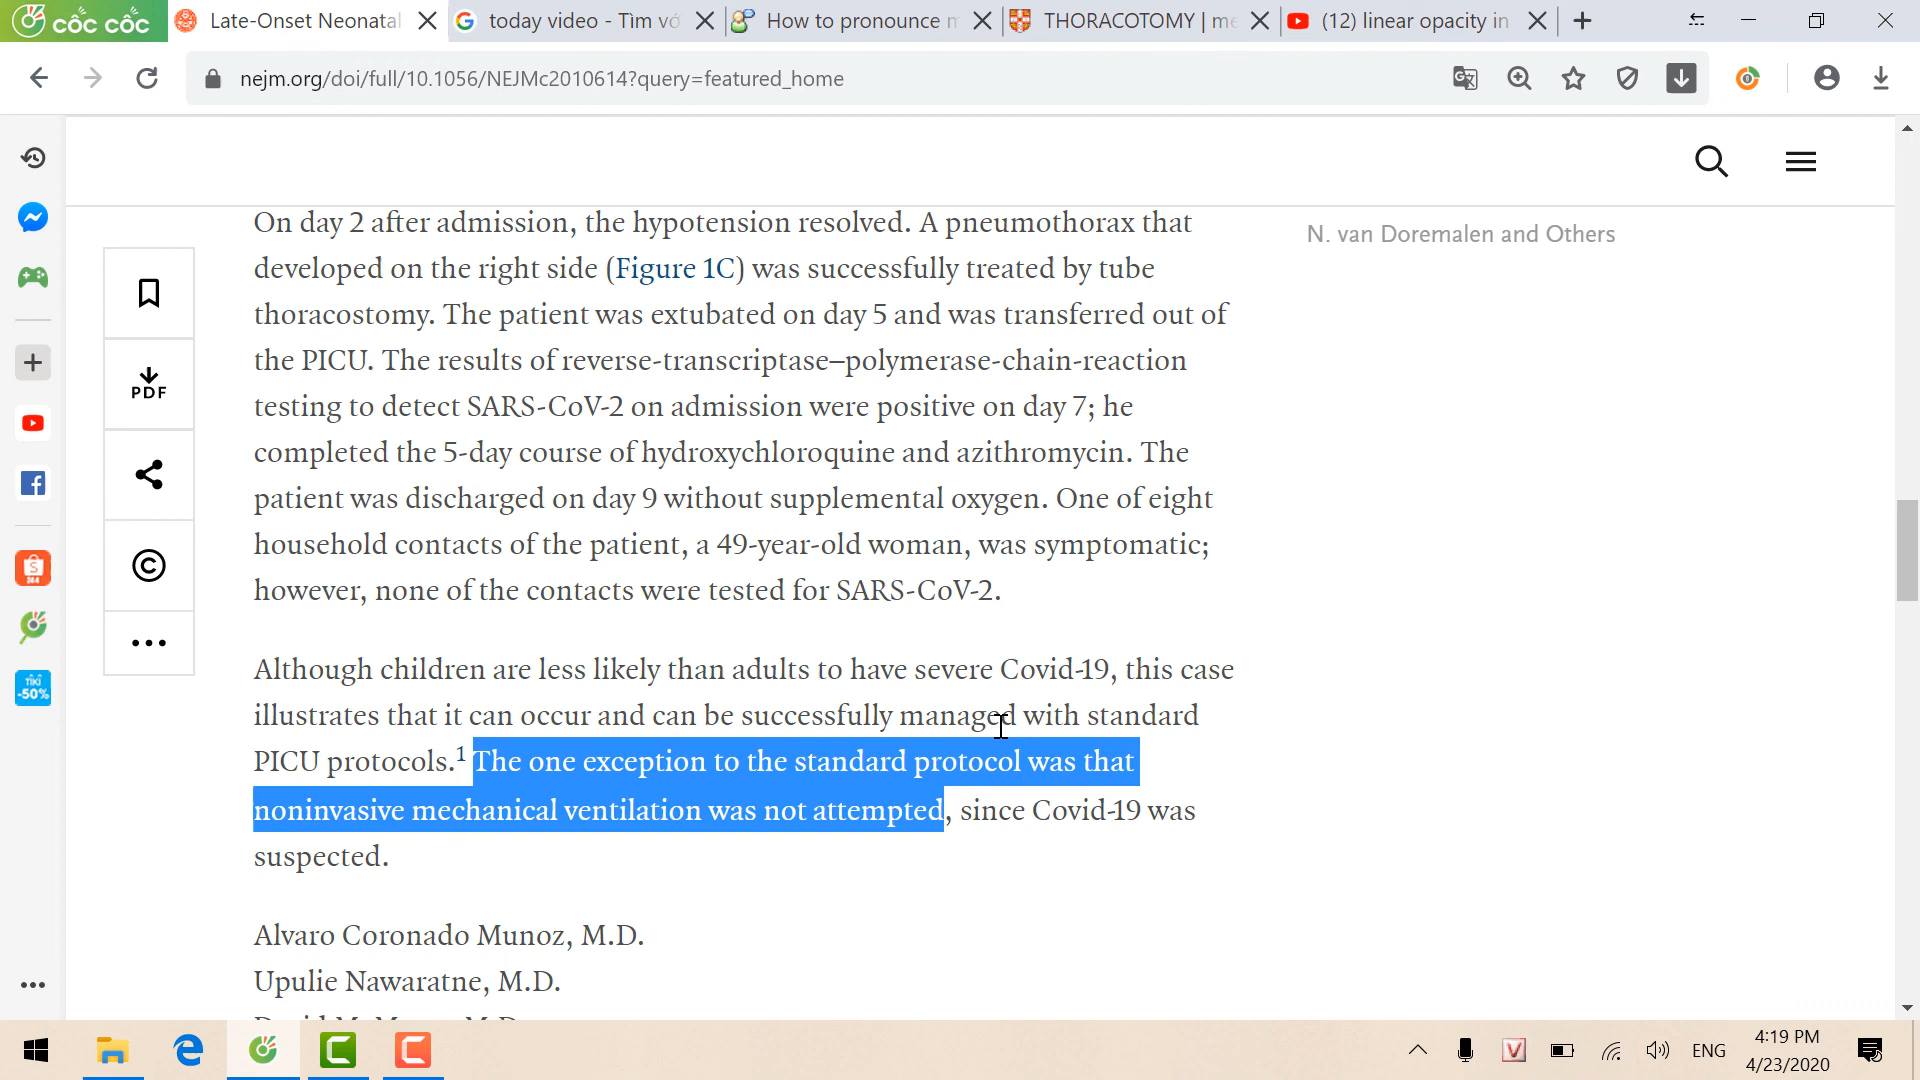 cốc cốc
Late-Onset Neonatal
today video - Tìm vớ
How to pronounce m
THORACOTOMY | me
(12) linear opacity in
nejm.org/doi/full/10.1056/NEJMc2010614?query=featured_home
On day 2 after admission, the hypotension resolved. A pneumothorax that
developed on the right side (Figure 1C) was successfully treated by tube
thoracostomy. The patient was extubated on day 5 and was transferred out of
the PICU. The results of reverse-transcriptase–polymerase-chain-reaction
testing to detect SARS-CoV-2 on admission were positive on day 7; he
completed the 5-day course of hydroxychloroquine and azithromycin. The
patient was discharged on day 9 without supplemental oxygen. One of eight
household contacts of the patient, a 49-year-old woman, was symptomatic;
however, none of the contacts were tested for SARS-CoV-2.
Although children are less likely than adults to have severe Covid-19, this case
illustrates that it can occur and can be successfully managed with standard
PICU protocols.1 The one exception to the standard protocol was that
noninvasive mechanical ventilation was not attempted, since Covid-19 was
suspected.
Alvaro Coronado Munoz, M.D.
Upulie Nawaratne, M.D.
N. van Doremalen and Others
PDF
TIKI
-50%
ENG
4:19 PM
4/23/2020